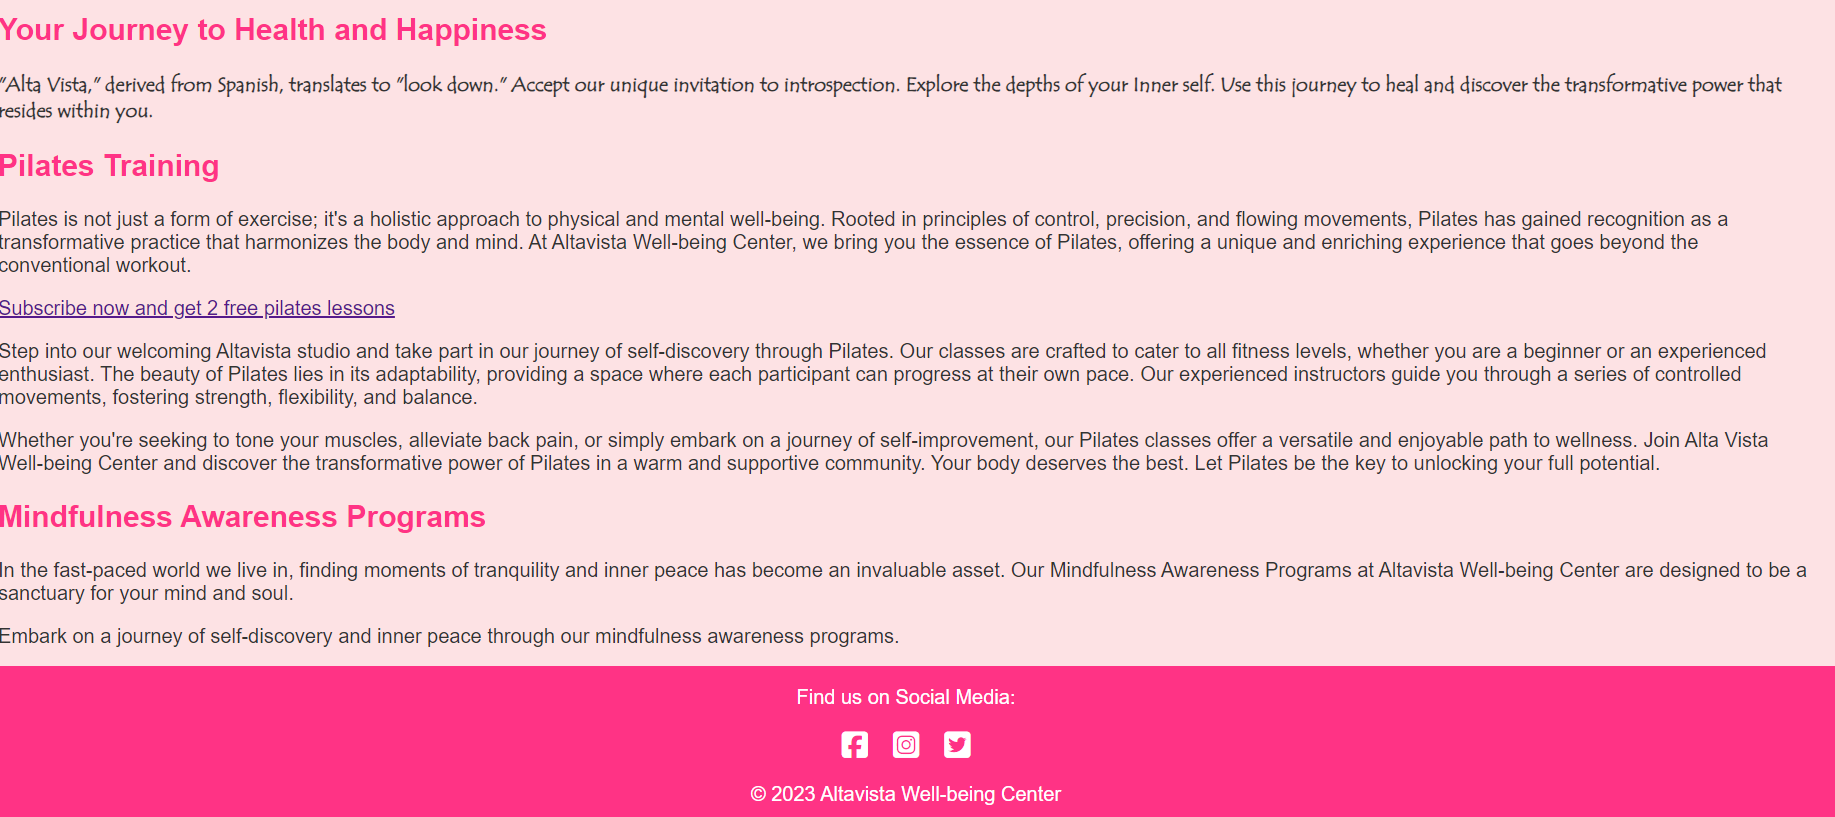 Your Journey to Health and Happiness
"Alta Vista," derived from Spanish, translates to "look down." Accept our unique invitation to introspection. Explore the depths of your Inner self. Use this journey to heal and discover the transformative power that
resides within you.
Pilates Training
Pilates is not just a form of exercise; it's a holistic approach to physical and mental well-being. Rooted in principles of control, precision, and flowing movements, Pilates has gained recognition as a
transformative practice that harmonizes the body and mind. At Altavista Well-being Center, we bring you the essence of Pilates, offering a unique and enriching experience that goes beyond the
conventional workout.
Subscribe now and get 2 free pilates lessons
Step into our welcoming Altavista studio and take part in our journey of self-discovery through Pilates. Our classes are crafted to cater to all fitness levels, whether you are a beginner or an experienced
enthusiast. The beauty of Pilates lies in its adaptability, providing a space where each participant can progress at their own pace. Our experienced instructors guide you through a series of controlled
movements, fostering strength, flexibility, and balance.
Whether you're seeking to tone your muscles, alleviate back pain, or simply embark on a journey of self-improvement, our Pilates classes offer a versatile and enjoyable path to wellness. Join Alta Vista
Well-being Center and discover the transformative power of Pilates in a warm and supportive community. Your body deserves the best. Let Pilates be the key to unlocking your full potential.
Mindfulness Awareness Programs
In the fast-paced world we live in, finding moments of tranquility and inner peace has become an invaluable asset. Our Mindfulness Awareness Programs at Altavista Well-being Center are designed to be a
sanctuary for your mind and soul.
Embark on a journey of self-discovery and inner peace through our mindfulness awareness programs.
Find us on Social Media:
© 2023 Altavista Well-being Center